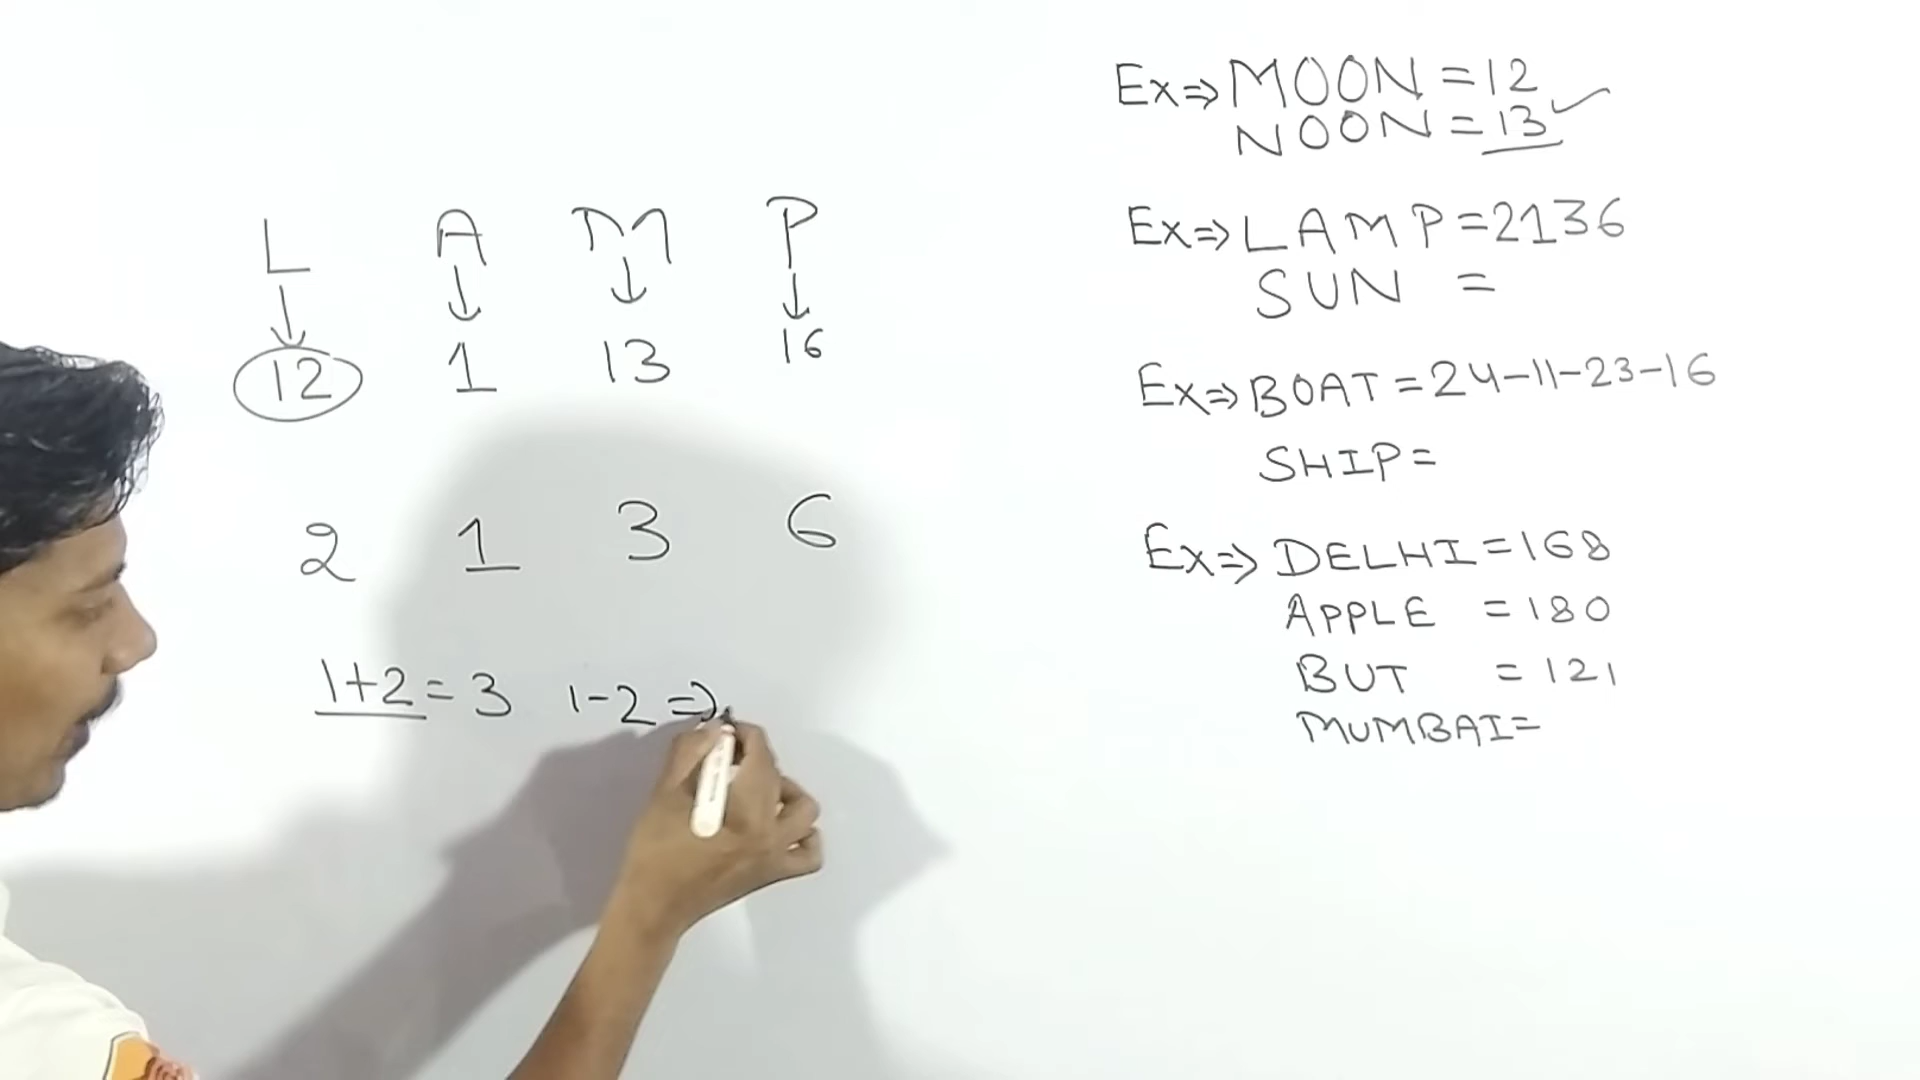 L A M P
12 1 13 16
2 1 3 6
1+2=3 1-2⇒
Ex⇒MOON=12
NOON=13
Ex⇒LAMP=2136
SUN =
Ex⇒BOAT=24-11-23-16
SHIP=
Ex⇒DELHI=168
APPLE =180
BUT =121
MUMBAI=